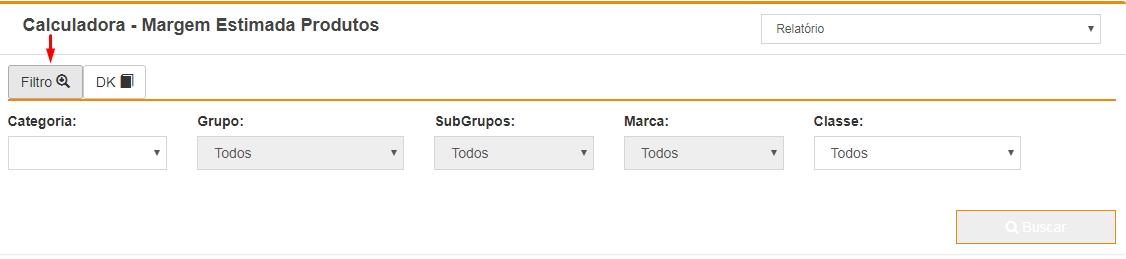 Calculadora - Margem Estimada Produtos
Relatório
Filtro DK
Categoria: Grupo: SubGrupos: Marca: Classe:
Todos Todos Todos Todos
Buscar